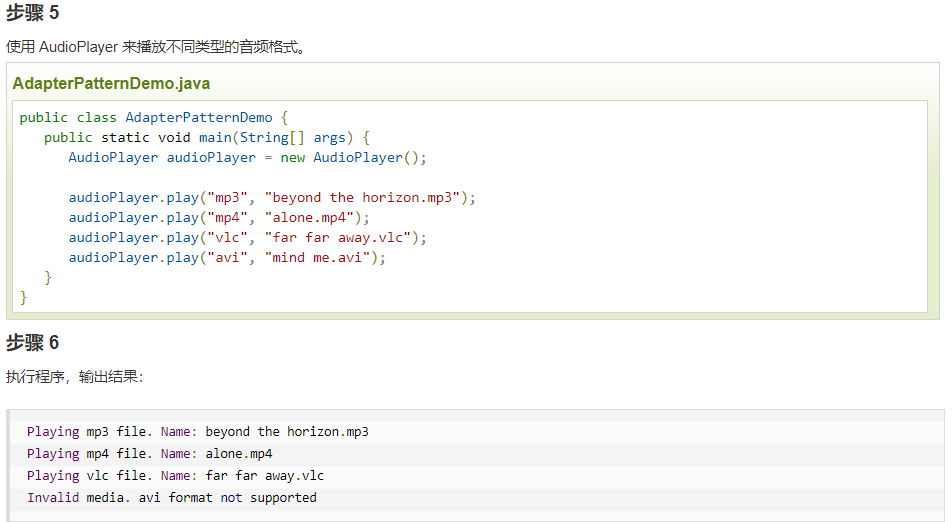 步骤 5
使用 AudioPlayer 来播放不同类型的音频格式。
AdapterPatternDemo.java
public class AdapterPatternDemo {
   public static void main(String[] args) {
      AudioPlayer audioPlayer = new AudioPlayer();

      audioPlayer.play("mp3", "beyond the horizon.mp3");
      audioPlayer.play("mp4", "alone.mp4");
      audioPlayer.play("vlc", "far far away.vlc");
      audioPlayer.play("avi", "mind me.avi");
   }
}
步骤 6
执行程序，输出结果：
Playing mp3 file. Name: beyond the horizon.mp3
Playing mp4 file. Name: alone.mp4
Playing vlc file. Name: far far away.vlc
Invalid media. avi format not supported